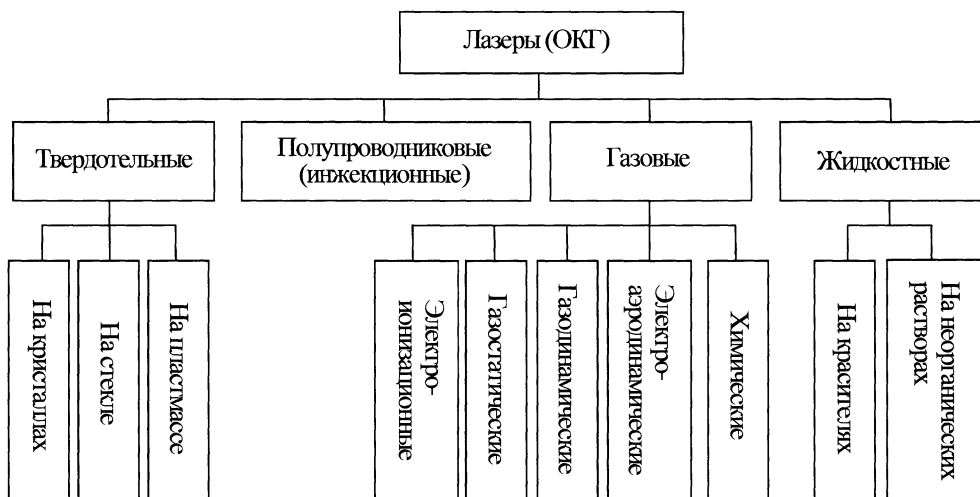 Лазеры (ОКГ)
Твердотельные
Полупроводниковые
(инжекционные)
Газовые
Жидкостные
На кристаллах
На стекле
На пластмассе
Электро-
ионизационные
Газостатические
Газодинамические
Электро-
аэродинамические
Химические
На красителях
На неорганических
растворах